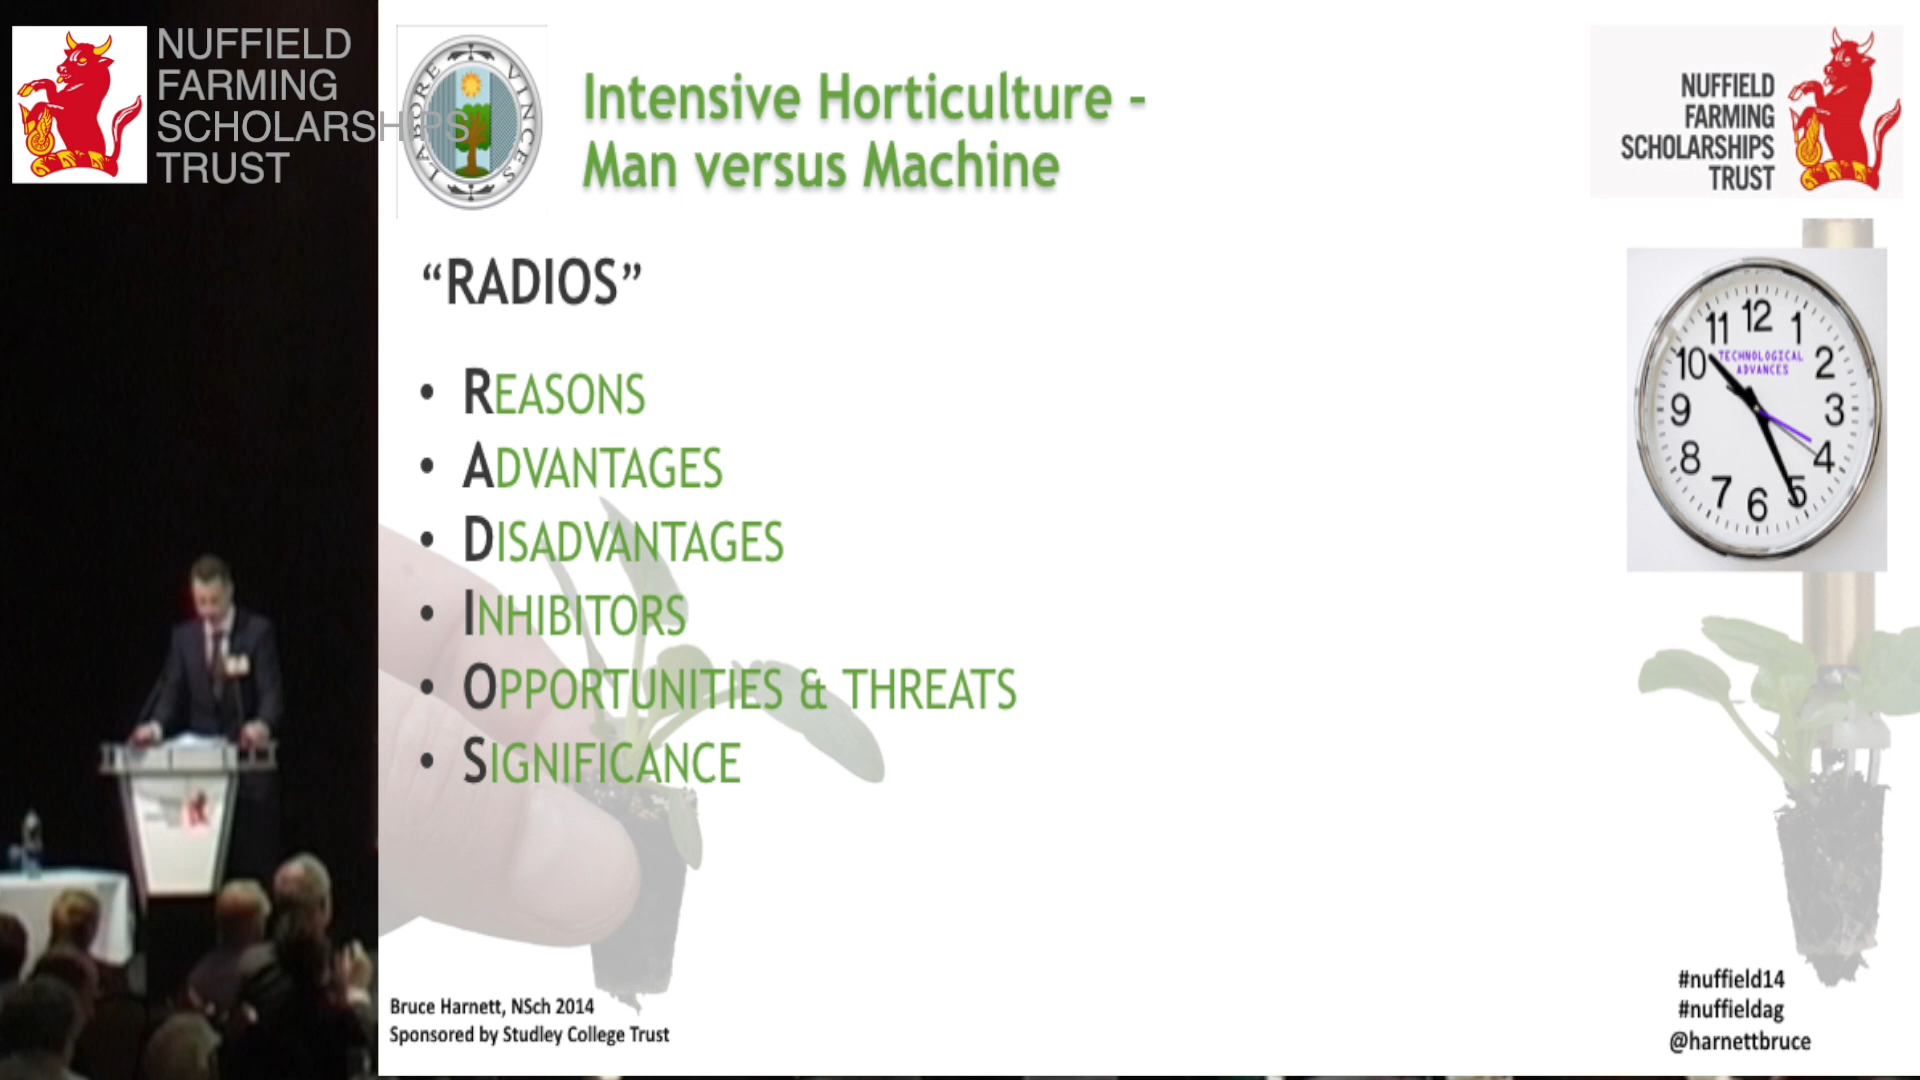 NUFFIELD
FARMING
SCHOLARSHIPS
TRUST
LABORE VINCES
Intensive Horticulture -
Man versus Machine
NUFFIELD
FARMING
SCHOLARSHIPS
TRUST
“RADIOS”
• REASONS
• ADVANTAGES
• DISADVANTAGES
• INHIBITORS
• OPPORTUNITIES & THREATS
• SIGNIFICANCE
12
11 1
TECHNOLOGICAL
ADVANCES
10 2
9 3
8 4
7 5
6
Bruce Harnett, NSch 2014
Sponsored by Studley College Trust
#nuffield14
#nuffieldag
@harnettbruce